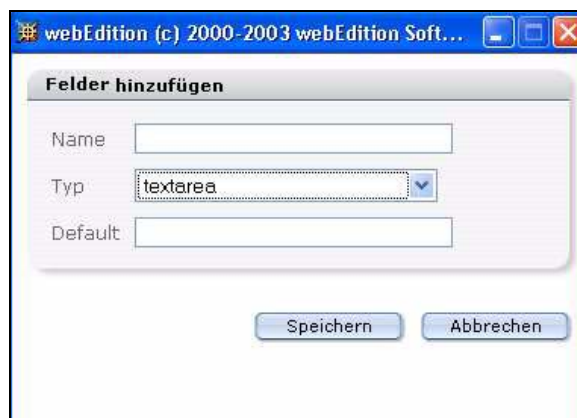 webEdition (c) 2000-2003 webEdition Soft...
Felder hinzufügen
Name
Typ textarea
Default
Speichern Abbrechen